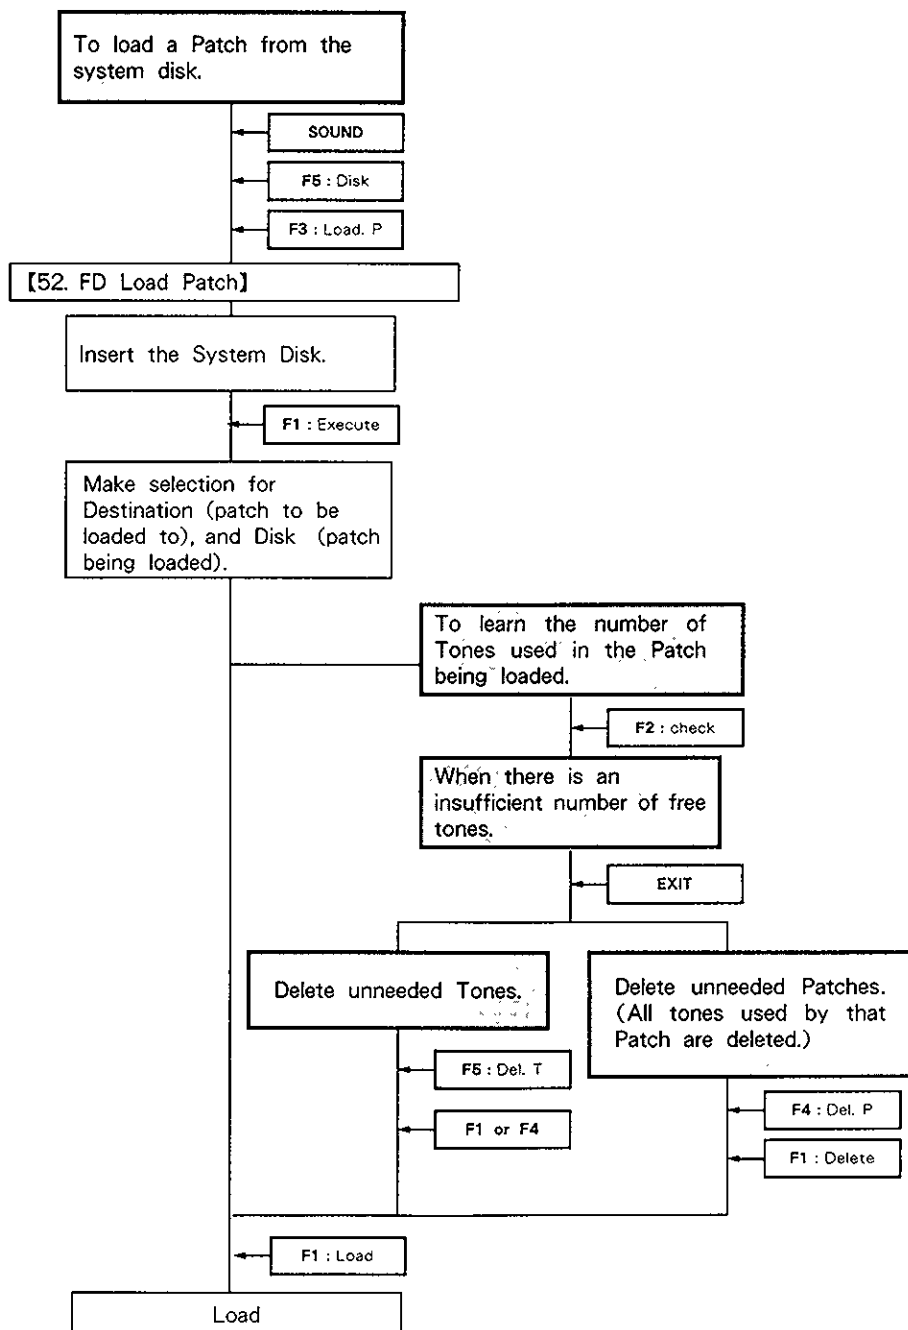 To load a Patch from the
system disk.
SOUND
F5 : Disk
F3 : Load. P
【52. FD Load Patch】
Insert the System Disk.
F1 : Execute
Make selection for
Destination (patch to be
loaded to), and Disk (patch
being loaded).
To learn the number of
Tones used in the Patch
being loaded.
F2 : check
When there is an
insufficient number of free
tones.
EXIT
Delete unneeded Tones.
F5 : Del. T
F1 or F4
Delete unneeded Patches.
(All tones used by that
Patch are deleted.)
F4 : Del. P
F1 : Delete
F1 : Load
Load